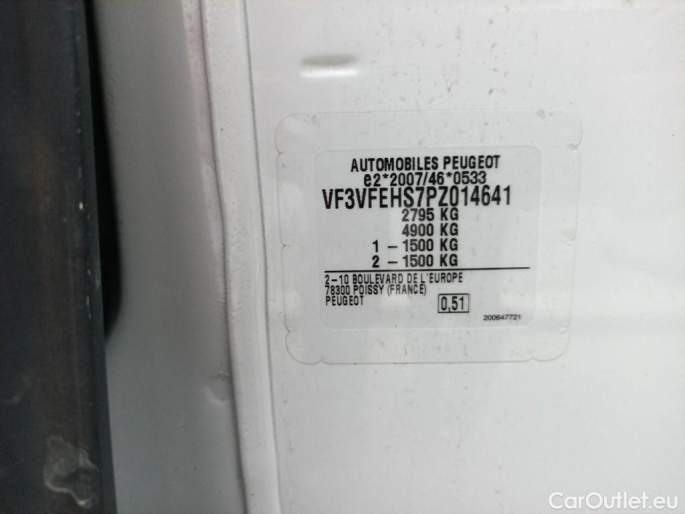 AUTOMOBILES PEUGEOT
e2*2007/46*0533
VF3VFEHS7PZ014641
2795 KG
4900 KG
1 - 1500 KG
2 - 1500 KG
2-10 BOULEVARD DE L'EUROPE
78300 POISSY (FRANCE)
PEUGEOT
0,51
200647721
CarOutlet.eu